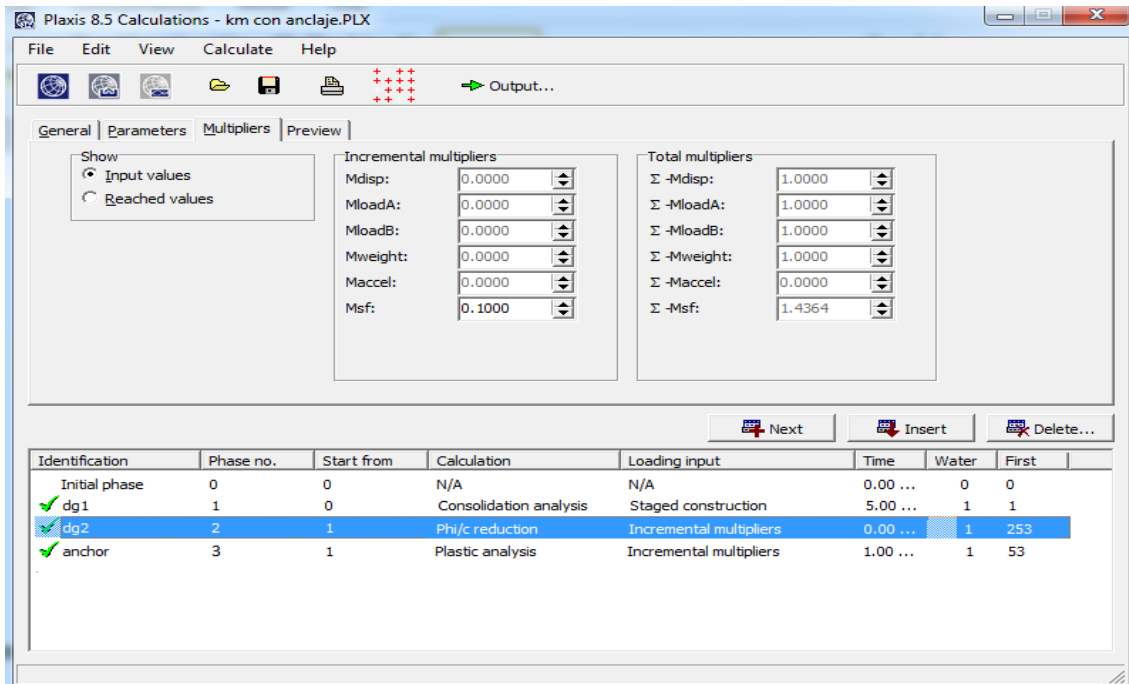 Plaxis 8.5 Calculations - km con anclaje.PLX
File Edit View Calculate Help
Output...
General Parameters Multipliers Preview
Show
Input values
Reached values
Incremental multipliers
Mdisp: 0.0000
MloadA: 0.0000
MloadB: 0.0000
Mweight: 0.0000
Maccel: 0.0000
Msf: 0.1000
Total multipliers
Σ -Mdisp: 1.0000
Σ -MloadA: 1.0000
Σ -MloadB: 1.0000
Σ -Mweight: 1.0000
Σ -Maccel: 0.0000
Σ -Msf: 1.4364
Next Insert Delete...
Identification Phase no. Start from Calculation Loading input Time Water First
Initial phase 0 0 N/A N/A 0.00 ... 0 0
dg1 1 0 Consolidation analysis Staged construction 5.00 ... 1 1
dg2 2 1 Phi/c reduction Incremental multipliers 0.00 ... 1 253
anchor 3 1 Plastic analysis Incremental multipliers 1.00 ... 1 53